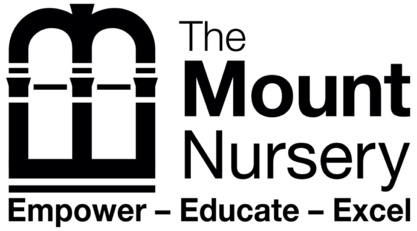 The
Mount
Nursery
Empower – Educate – Excel